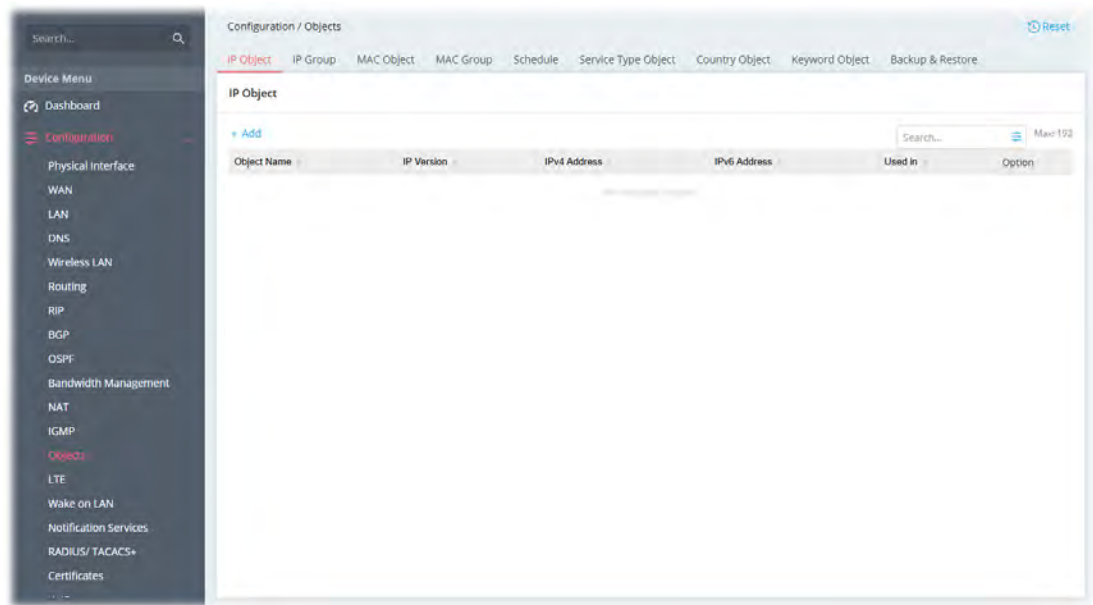 Search...
Device Menu
Dashboard
Configuration
Physical Interface
WAN
LAN
DNS
Wireless LAN
Routing
RIP
BGP
OSPF
Bandwidth Management
NAT
IGMP
Objects
LTE
Wake on LAN
Notification Services
RADIUS/ TACACS+
Certificates
Configuration / Objects
Reset
IP Object IP Group MAC Object MAC Group Schedule Service Type Object Country Object Keyword Object Backup & Restore
IP Object
+ Add
Search...
Max: 192
Object Name IP Version IPv4 Address IPv6 Address Used in Option